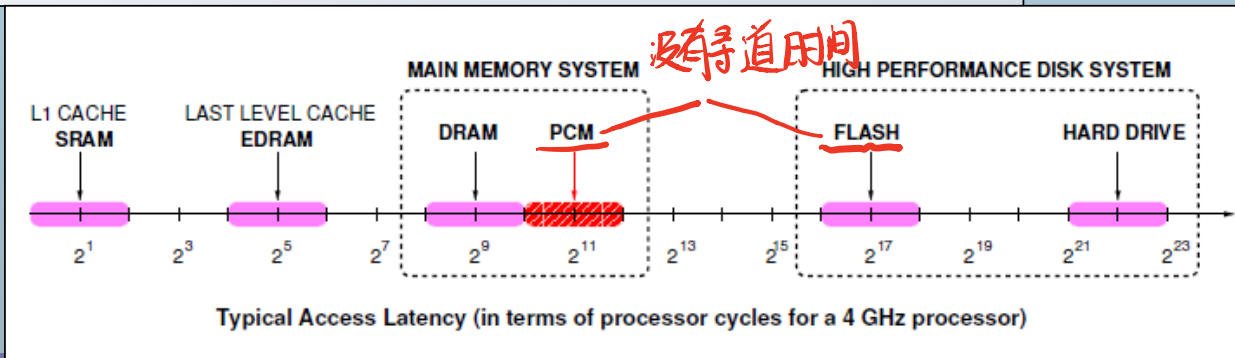 没有寻道时间
MAIN MEMORY SYSTEM
HIGH PERFORMANCE DISK SYSTEM
L1 CACHE
SRAM
LAST LEVEL CACHE
EDRAM
DRAM
PCM
FLASH
HARD DRIVE
2^1 2^3 2^5 2^7 2^9 2^11 2^13 2^15 2^17 2^19 2^21 2^23
Typical Access Latency (in terms of processor cycles for a 4 GHz processor)